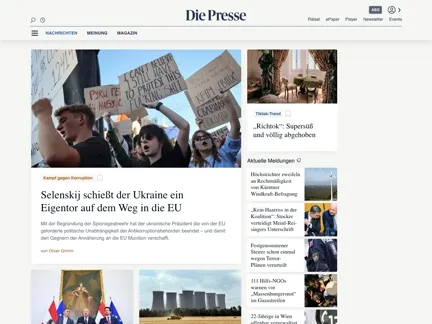 Die Presse
ABO
Rätsel ePaper Player Newsletter Events
NACHRICHTEN MEINUNG MAGAZIN
Kampf gegen Korruption
Selenskij schießt der Ukraine ein
Eigentor auf dem Weg in die EU
Mit der Begründung der Spionageabwehr hat der ukrainische Präsident die von der EU
geforderte politische Unabhängigkeit der Antikorruptionsbehörden beendet – und damit
den Gegnern der Annäherung an die EU Munition verschafft.
von Oliver Grimm
Tiktok-Trend
„Richtok“: Supersüß
und völlig abgehoben
Aktuelle Meldungen
Höchstrichter zweifeln
an Rechtmäßigkeit
von Kärntner
Windkraft-Befragung
„Kein Haarriss in der
Koalition“: Stocker
verteidigt Meinl-Reisingers
Unterschrift
Festgenommener
Steirer schon einmal
wegen Terror-
Plänen verurteilt
111 Hilfs-NGOs
warnen vor
„Massenhungersnot“
im Gazastreifen
22-Jährige in Wien
offenbar vergewaltigt